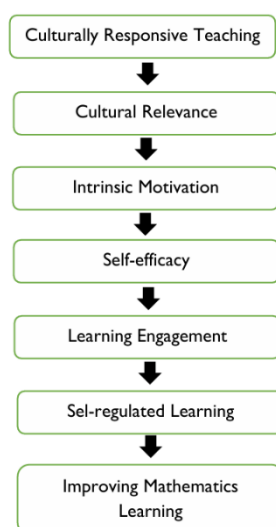 Culturally Responsive Teaching
Cultural Relevance
Intrinsic Motivation
Self-efficacy
Learning Engagement
Sel-regulated Learning
Improving Mathematics
Learning